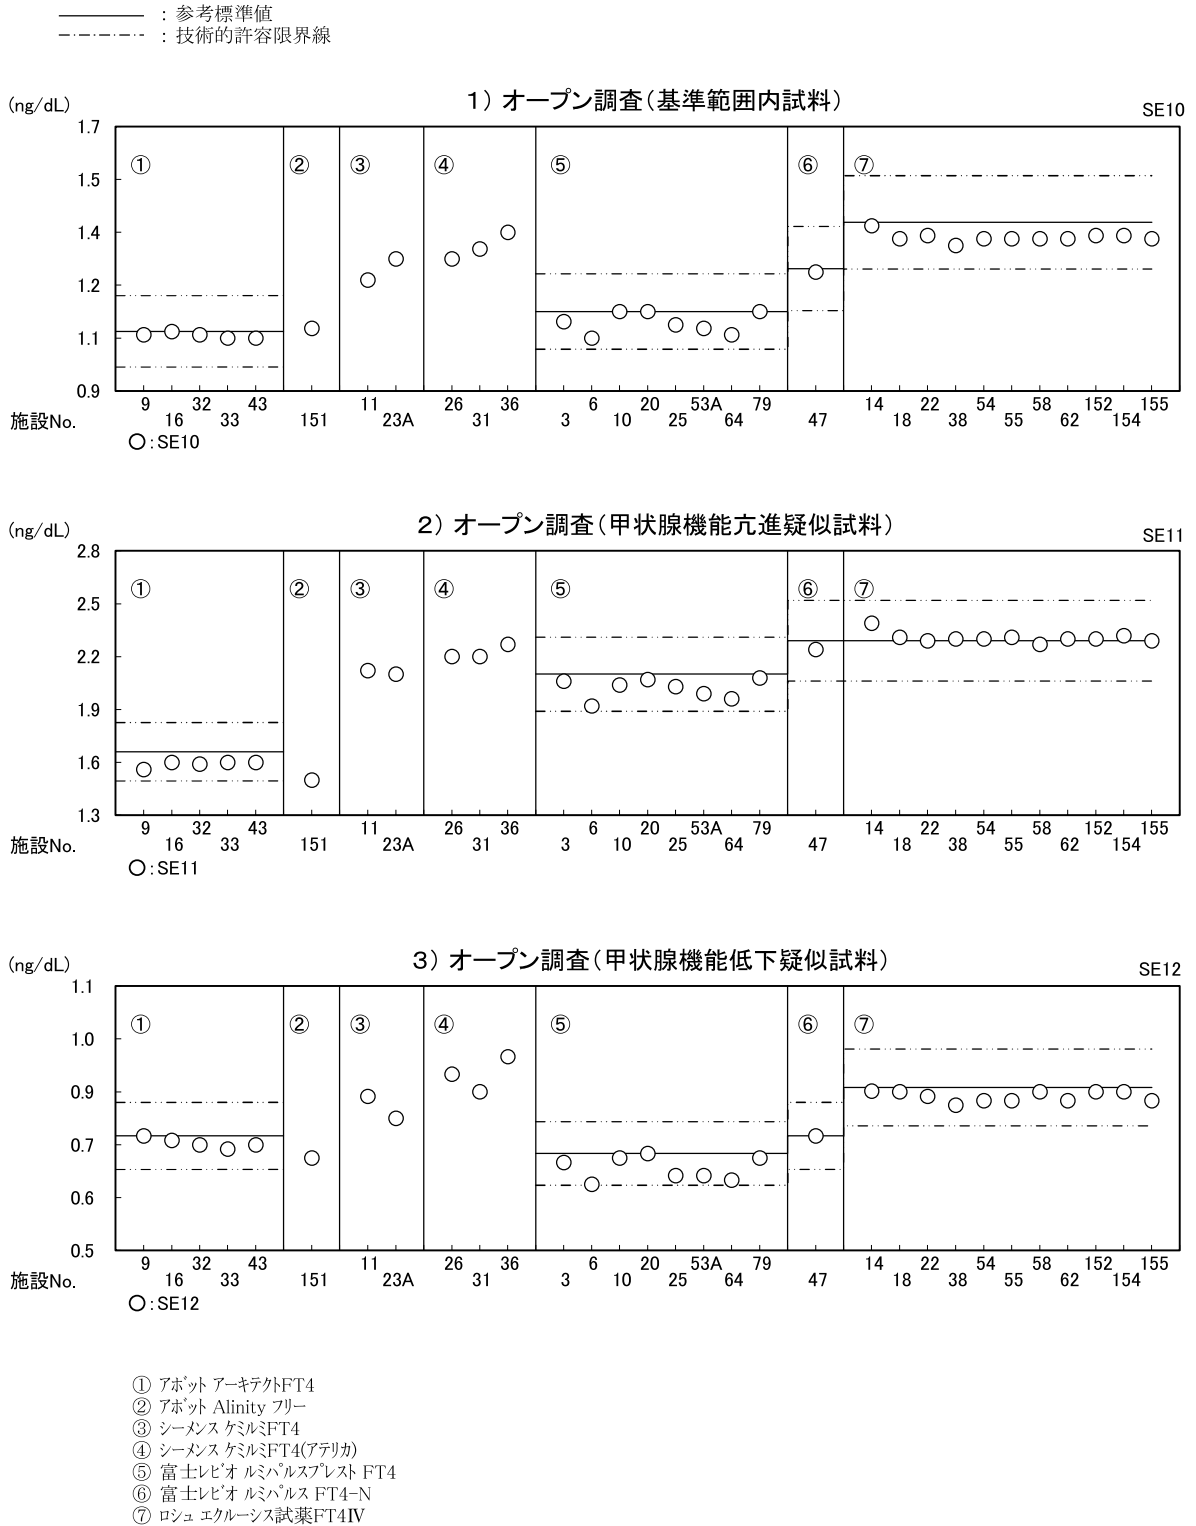 ：参考標準値
：技術的許容限界線
(ng/dL)
1）オープン調査（基準範囲内試料）
SE10
1.7
1.5
1.4
1.2
1.1
0.9
① ② ③ ④ ⑤ ⑥ ⑦
9 32 43 11 26 36 6 20 53A 79 14 22 54 58 152 155
施設No. 16 33 151 23A 31 3 10 25 64 47 18 38 55 62 154
○：SE10
(ng/dL)
2）オープン調査（甲状腺機能亢進疑似試料）
SE11
2.8
2.5
2.2
1.9
1.6
1.3
① ② ③ ④ ⑤ ⑥ ⑦
9 32 43 11 26 36 6 20 53A 79 14 22 54 58 152 155
施設No. 16 33 151 23A 31 3 10 25 64 47 18 38 55 62 154
○：SE11
(ng/dL)
3）オープン調査（甲状腺機能低下疑似試料）
SE12
1.1
1.0
0.9
0.7
0.6
0.5
① ② ③ ④ ⑤ ⑥ ⑦
9 32 43 11 26 36 6 20 53A 79 14 22 54 58 152 155
施設No. 16 33 151 23A 31 3 10 25 64 47 18 38 55 62 154
○：SE12
① ｱﾎﾞｯﾄ ｱｰｷﾃｸﾄFT4
② ｱﾎﾞｯﾄ Alinity ﾌﾘｰ
③ ｼｰﾒﾝｽ ｹﾐﾙﾐFT4
④ ｼｰﾒﾝｽ ｹﾐﾙﾐFT4(ｱﾃﾘｶ)
⑤ 富士ﾚﾋﾞｵ ﾙﾐﾊﾟﾙｽﾌﾟﾚｽﾄ FT4
⑥ 富士ﾚﾋﾞｵ ﾙﾐﾊﾟﾙｽ FT4-N
⑦ ﾛｼｭ ｴｸﾙｰｼｽ試薬FT4Ⅳ